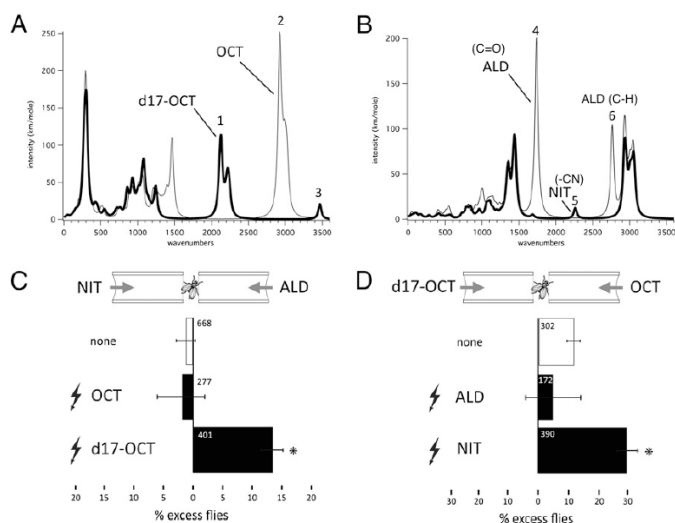 A
2
250
OCT
200
d17-OCT
150
1
100
50
3
0
intensity (km/mole)
0 500 1000 1500 2000 2500 3000 3500
wavenumbers
B
4
200
(C=O)
ALD
ALD (C-H)
150
6
100
(-CN)
NIT
50
5
0
intensity (km/mole)
0 500 1000 1500 2000 2500 3000 3500
wavenumbers
C
NIT ALD
none 668
OCT 277
d17-OCT 401 *
20 15 10 5 0 5 10 15 20
% excess flies
D
d17-OCT OCT
none 302
ALD 172
NIT 390 *
30 20 10 0 10 20 30
% excess flies